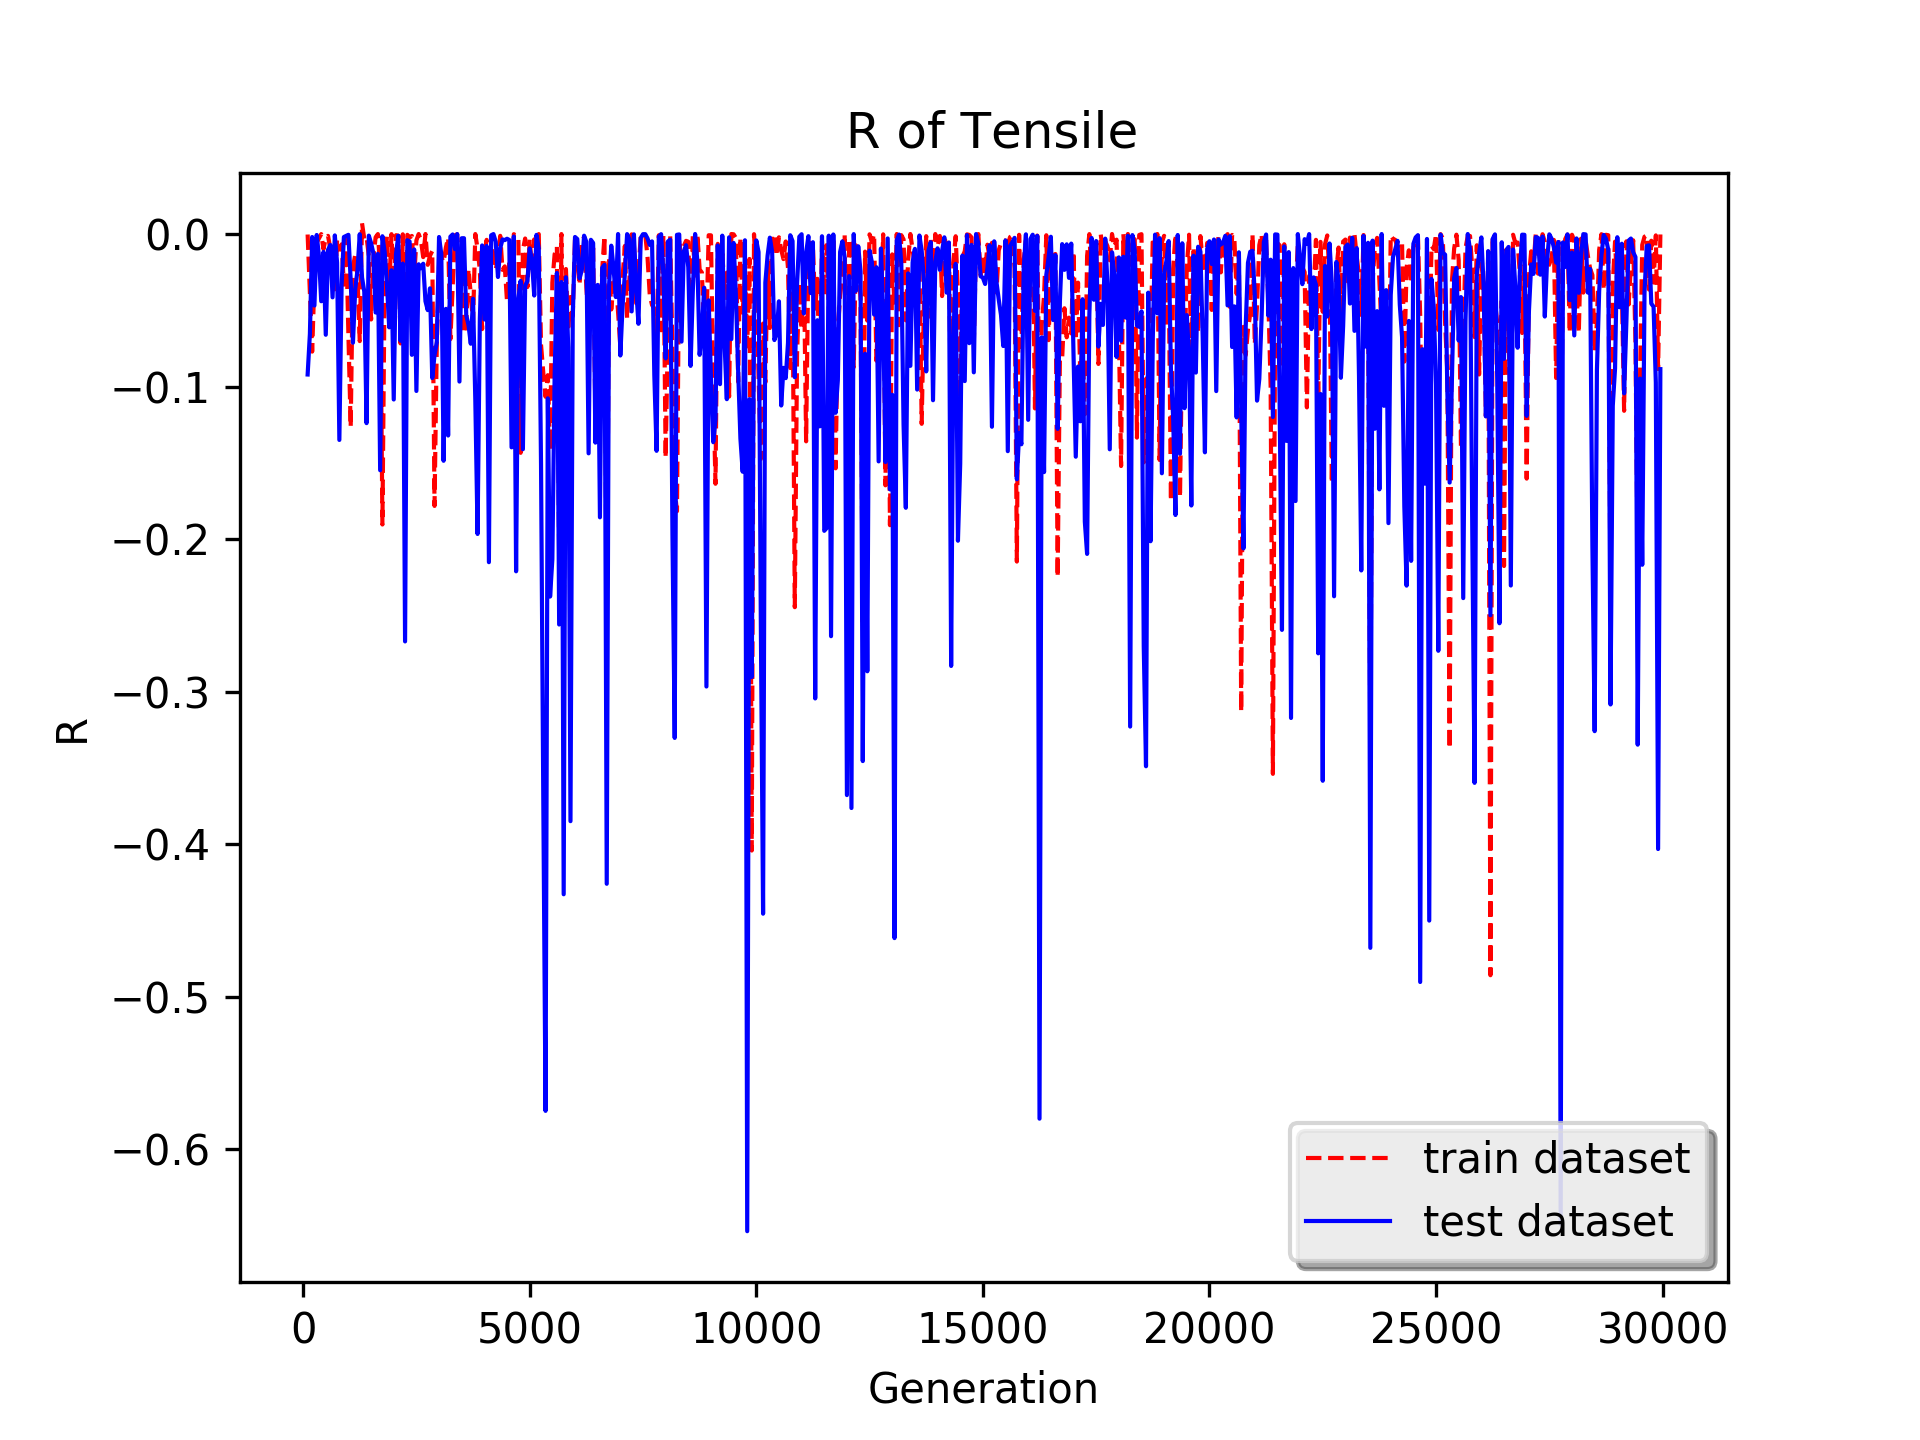 R of Tensile
0.0
−0.1
−0.2
−0.3
−0.4
−0.5
−0.6
R
0 5000 10000 15000 20000 25000 30000
Generation
train dataset
test dataset